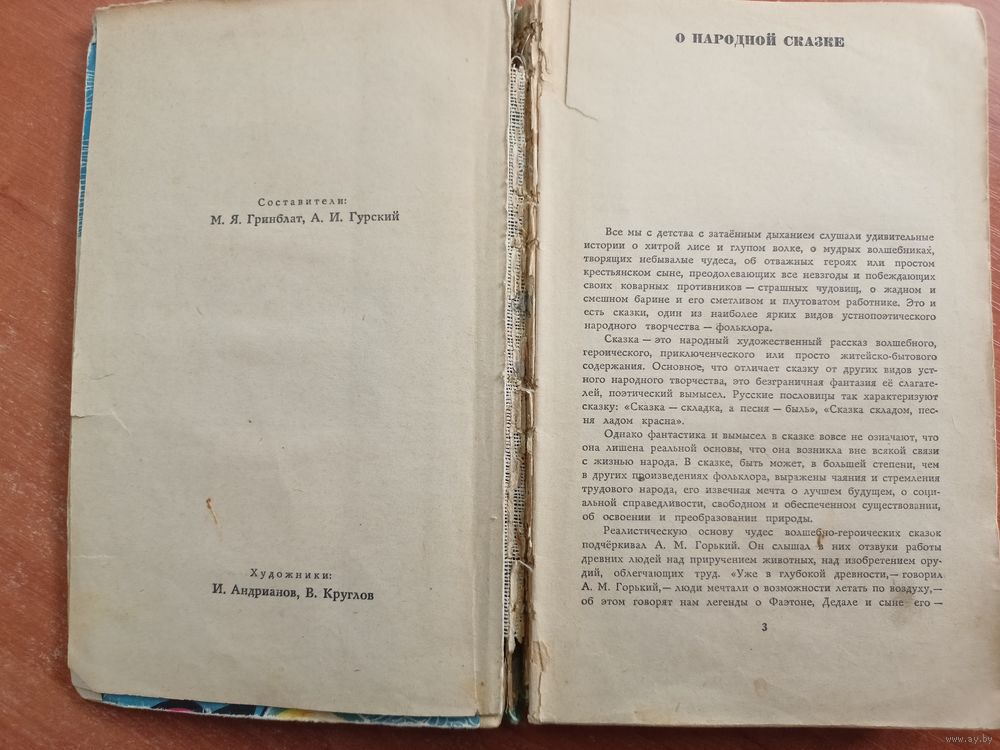 Составители:
М. Я. Гринблат, А. И. Гурский
Художники:
И. Андрианов, В. Круглов
О НАРОДНОЙ СКАЗКЕ
Все мы с детства с затаённым дыханием слушали удивительные
истории о хитрой лисе и глупом волке, о мудрых волшебниках,
творящих небывалые чудеса, об отважных героях или простом
крестьянском сыне, преодолевающих все невзгоды и побеждающих
своих коварных противников — страшных чудовищ, о жадном и
смешном барине и его сметливом и плутоватом работнике. Это и
есть сказки, один из наиболее ярких видов устнопоэтического
народного творчества — фольклора.
Сказка — это народный художественный рассказ волшебного,
героического, приключенческого или просто житейско-бытового
содержания. Основное, что отличает сказку от других видов уст-
ного народного творчества, это безграничная фантазия её слагате-
лей, поэтический вымысел. Русские пословицы так характеризуют
сказку: «Сказка — складка, а песня — быль», «Сказка складом, пес-
ня ладом красна».
Однако фантастика и вымысел в сказке вовсе не означают, что
она лишена реальной основы, что она возникла вне всякой связи
с жизнью народа. В сказке, быть может, в большей степени, чем
в других произведениях фольклора, выражены чаяния и стремления
трудового народа, его извечная мечта о лучшем будущем, о соци-
альной справедливости, свободном и обеспеченном существовании,
об освоении и преобразовании природы.
Реалистическую основу чудес волшебно-героических сказок
подчёркивал А. М. Горький. Он слышал в них отзвуки работы
древних людей над приручением животных, над изобретением ору-
дий, облегчающих труд. «Уже в глубокой древности,— говорил
А. М. Горький,— люди мечтали о возможности летать по воздуху,—
об этом говорят нам легенды о Фаэтоне, Дедале и сыне его —
3
www.ay.by